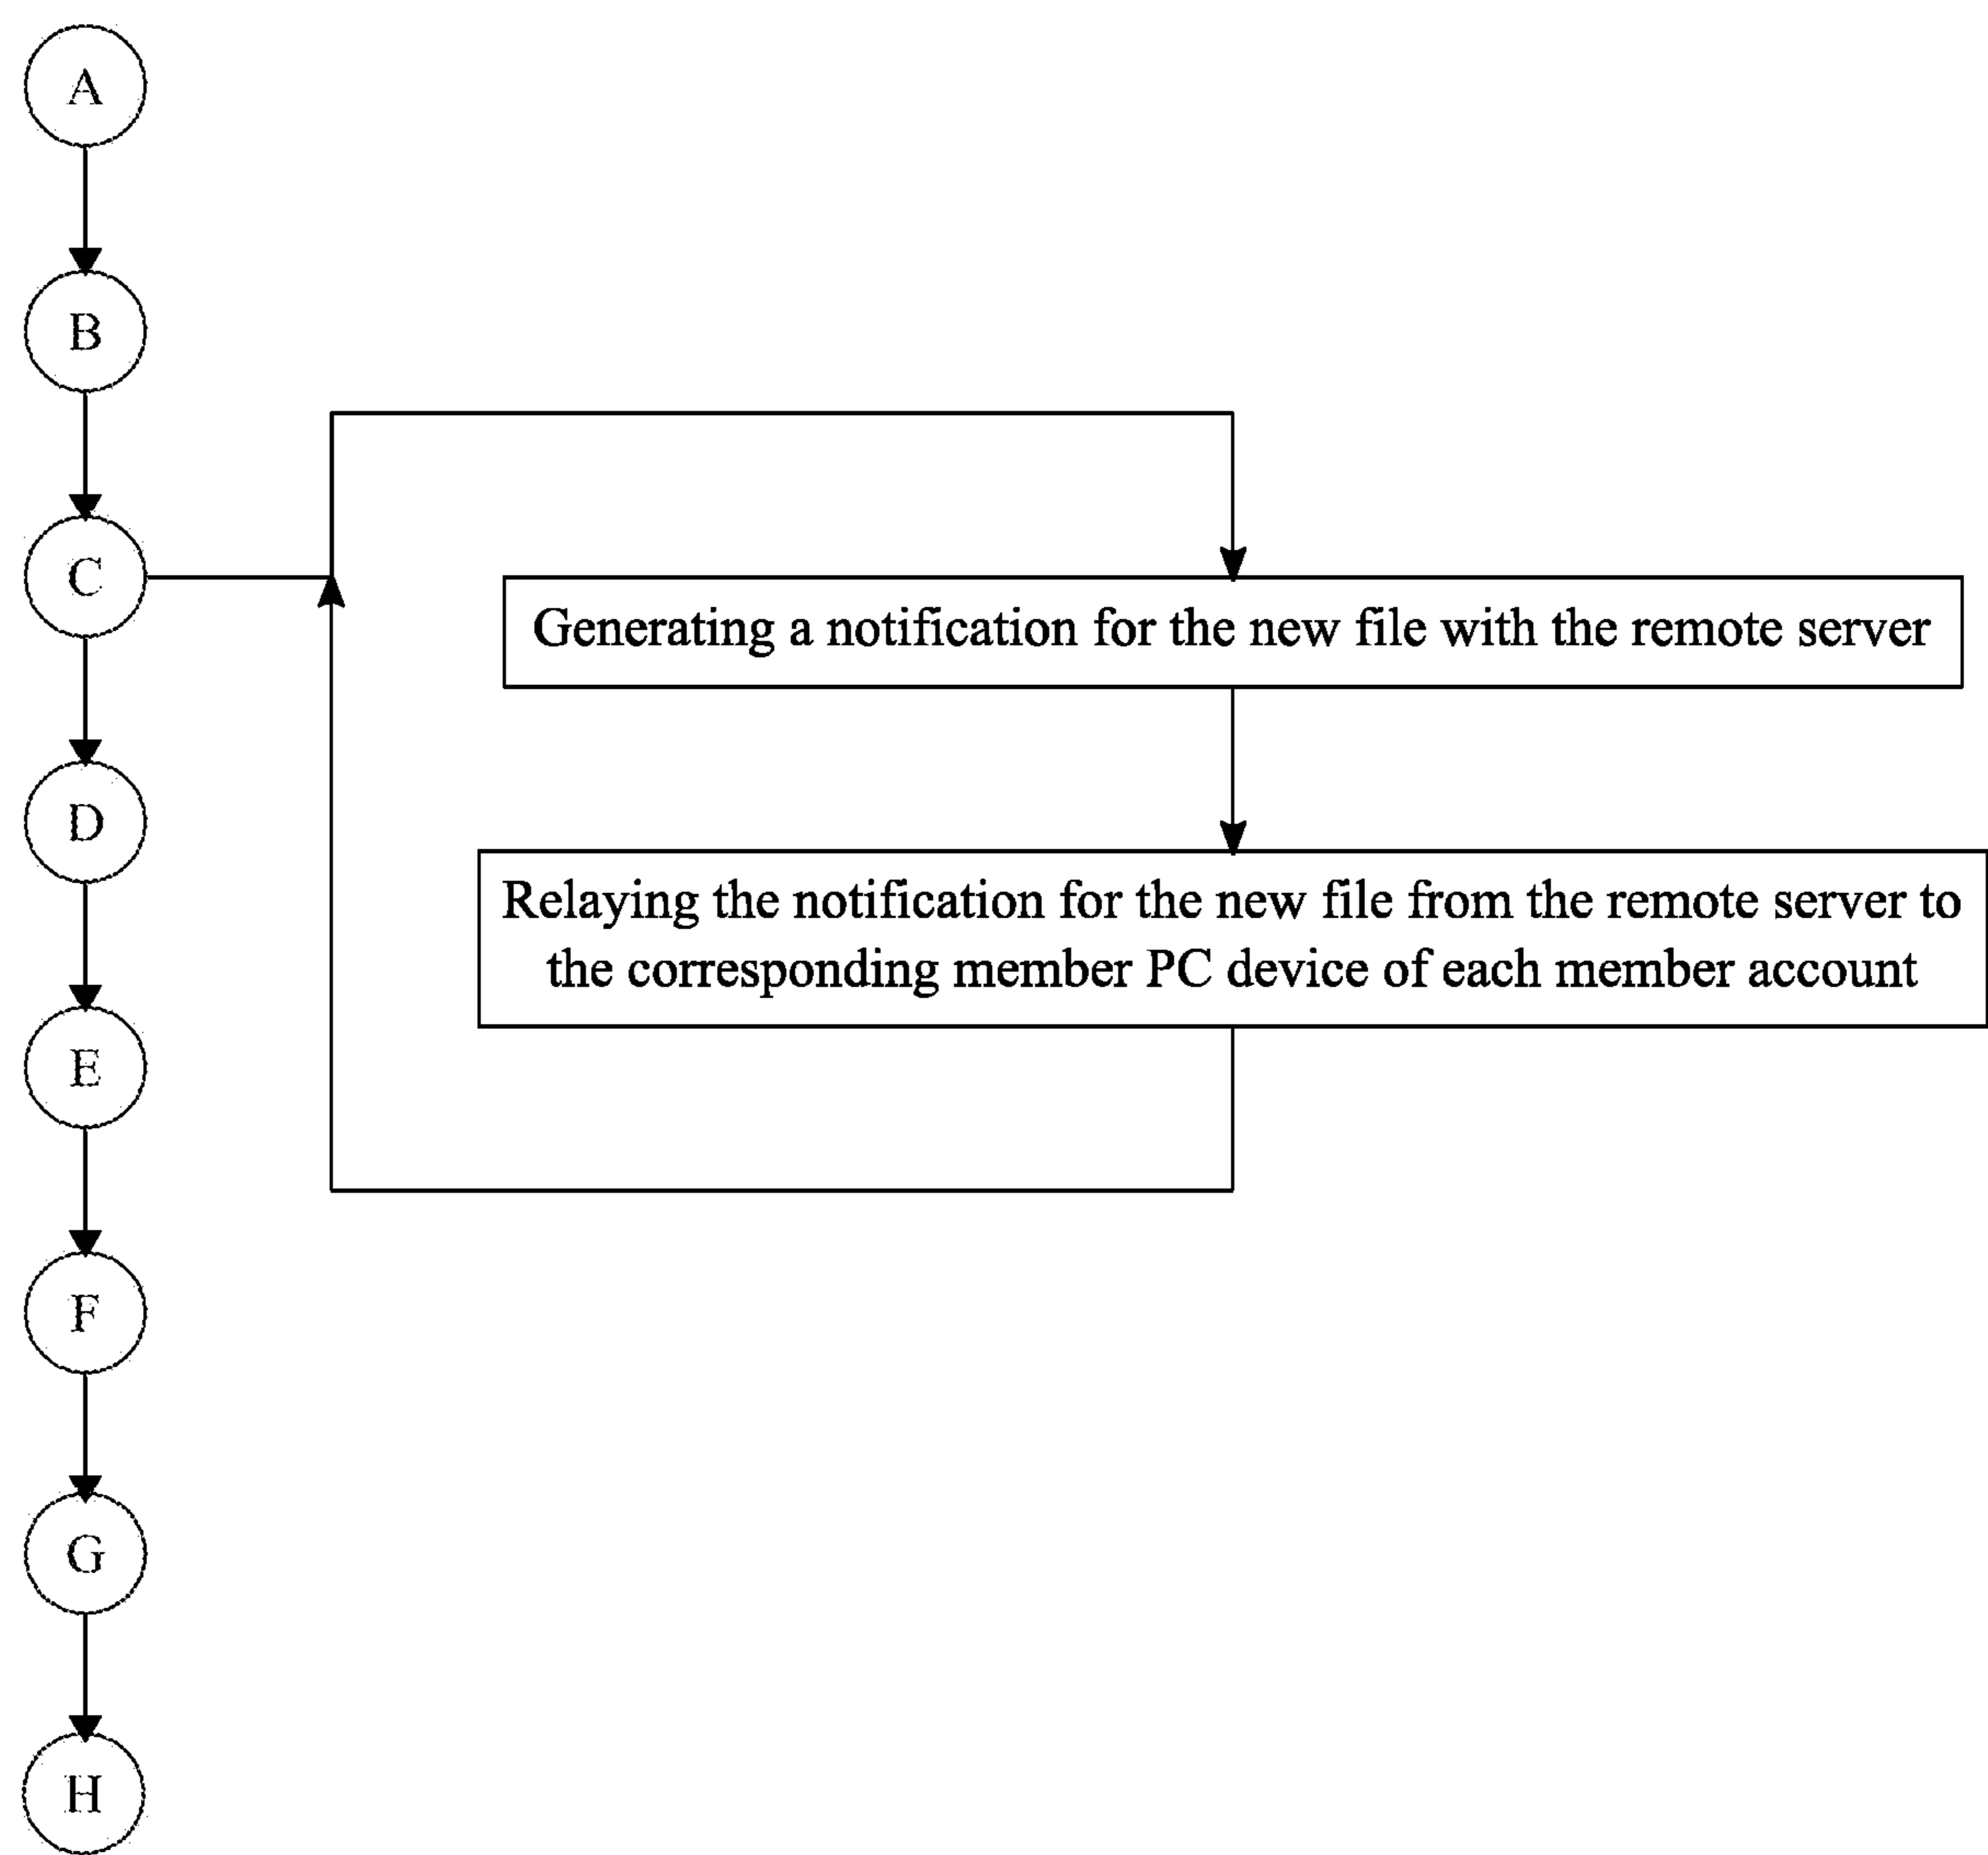 A
B
C
Generating a notification for the new file with the remote server
D
Relaying the notification for the new file from the remote server to
the corresponding member PC device of each member account
E
F
G
H